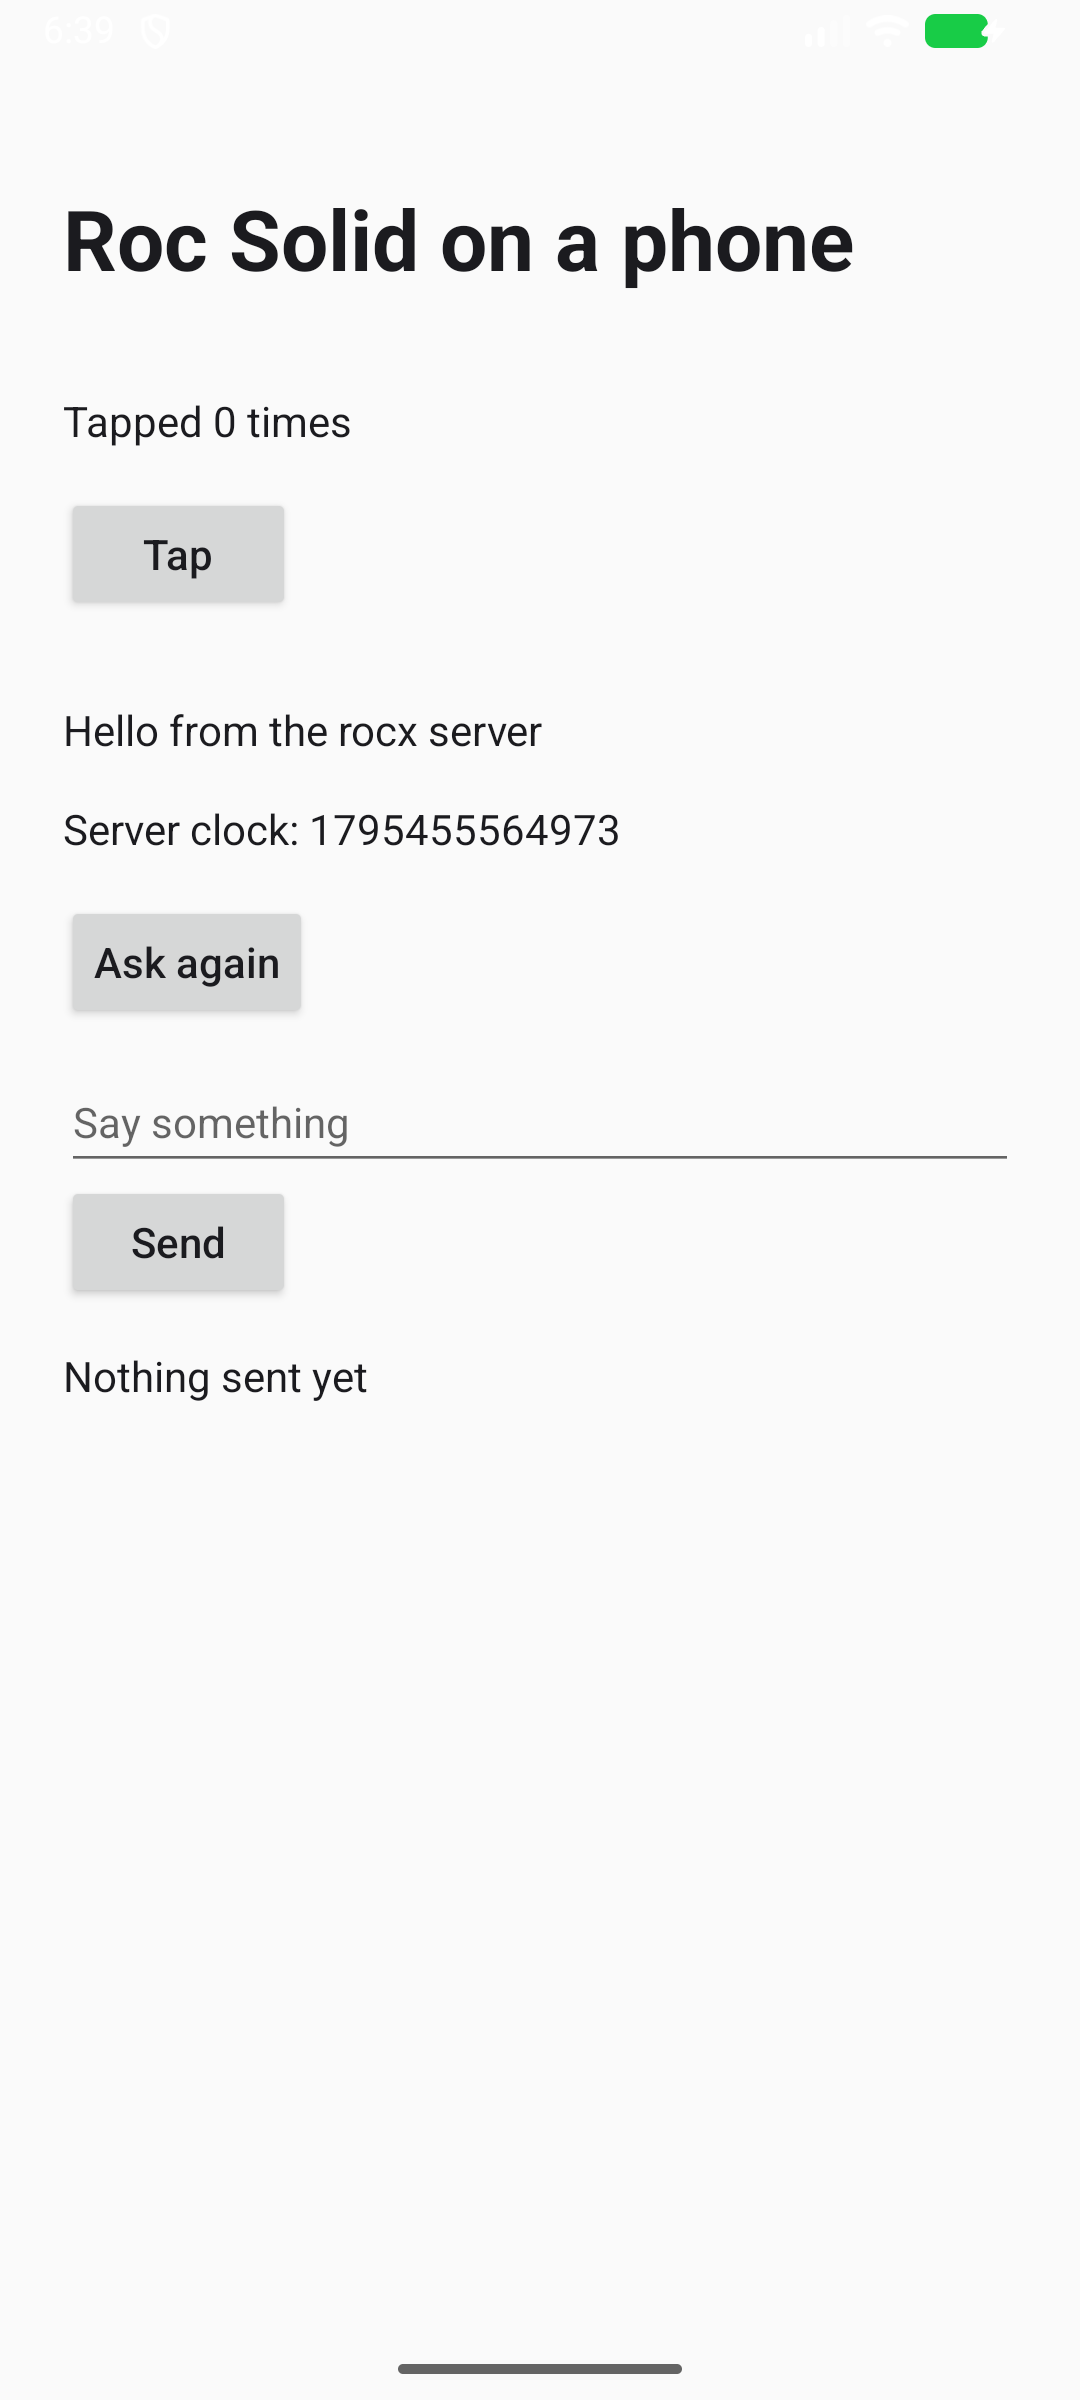 6:39
Roc Solid on a phone
Tapped 0 times
Tap
Hello from the rocx server
Server clock: 1795455564973
Ask again
Say something
Send
Nothing sent yet